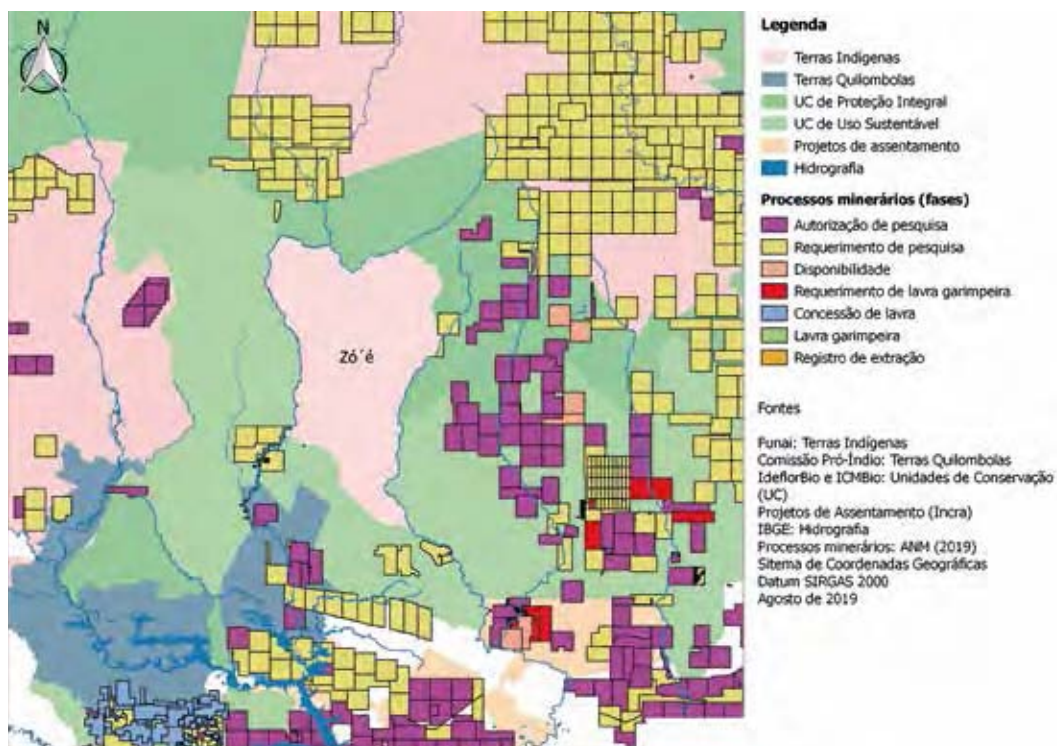 N
Zó´é
Legenda
Terras Indígenas
Terras Quilombolas
UC de Proteção Integral
UC de Uso Sustentável
Projetos de assentamento
Hidrografia
Processos minerários (fases)
Autorização de pesquisa
Requerimento de pesquisa
Disponibilidade
Requerimento de lavra garimpeira
Concessão de lavra
Lavra garimpeira
Registro de extração
Fontes
Funai: Terras Indígenas
Comissão Pró-Índio: Terras Quilombolas
IdeflorBio e ICMBio: Unidades de Conservação
(UC)
Projetos de Assentamento (Incra)
IBGE: Hidrografia
Processos minerários: ANM (2019)
Sitema de Coordenadas Geográficas
Datum SIRGAS 2000
Agosto de 2019